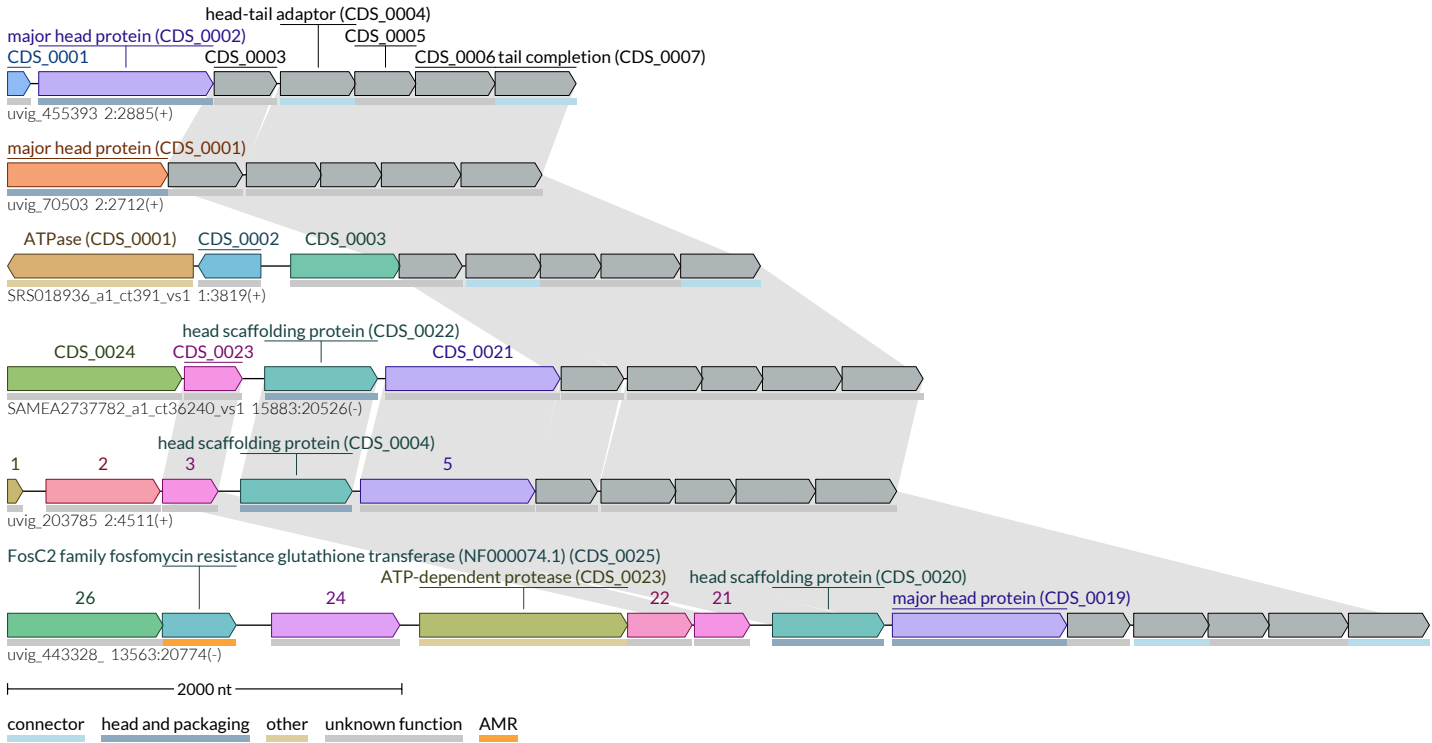 head-tail adaptor (CDS_0004)
major head protein (CDS_0002) CDS_0005
CDS_0001 CDS_0003 CDS_0006 tail completion (CDS_0007)
uvig_455393 2:2885(+)
major head protein (CDS_0001)
uvig_70503 2:2712(+)
ATPase (CDS_0001) CDS_0002 CDS_0003
SRS018936_a1_ct391_vs1 1:3819(+)
head scaffolding protein (CDS_0022)
CDS_0024 CDS_0023 CDS_0021
SAMEA2737782_a1_ct36240_vs1 15883:20526(-)
head scaffolding protein (CDS_0004)
1 2 3 5
uvig_203785 2:4511(+)
FosC2 family fosfomycin resistance glutathione transferase (NF000074.1) (CDS_0025)
ATP-dependent protease (CDS_0023) head scaffolding protein (CDS_0020)
26 24 22 21 major head protein (CDS_0019)
uvig_443328_ 13563:20774(-)
2000 nt
connector head and packaging other unknown function AMR